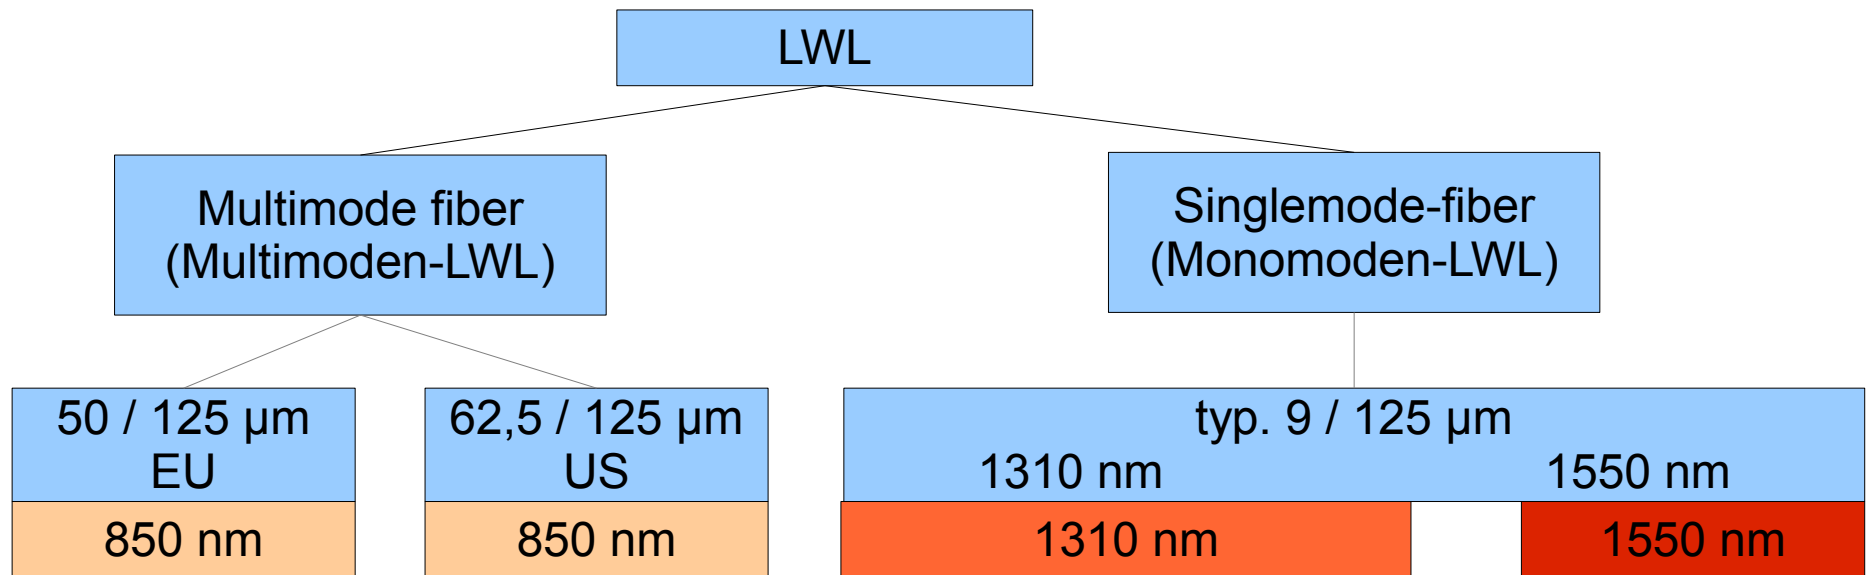 LWL
Multimode fiber
(Multimoden-LWL)
Singlemode-fiber
(Monomoden-LWL)
50 / 125 µm
EU
62,5 / 125 µm
US
typ. 9 / 125 µm
1310 nm 1550 nm
850 nm
850 nm
1310 nm
1550 nm